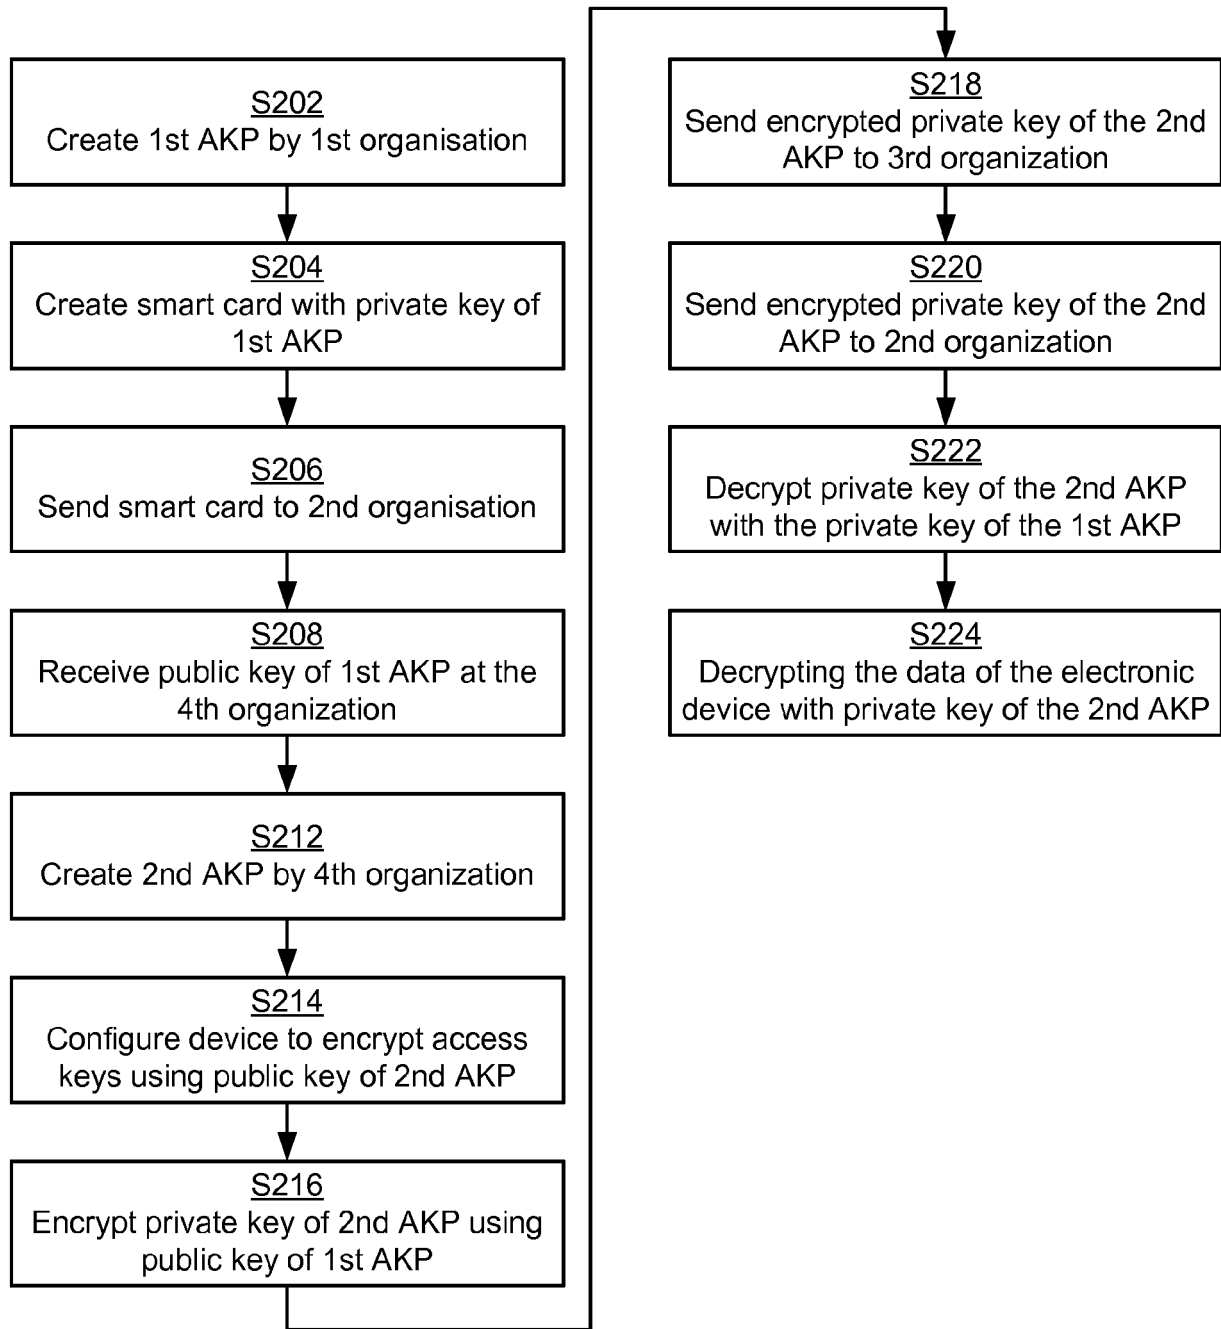 S202
Create 1st AKP by 1st organisation
S204
Create smart card with private key of
1st AKP
S206
Send smart card to 2nd organisation
S208
Receive public key of 1st AKP at the
4th organization
S212
Create 2nd AKP by 4th organization
S214
Configure device to encrypt access
keys using public key of 2nd AKP
S216
Encrypt private key of 2nd AKP using
public key of 1st AKP
S218
Send encrypted private key of the 2nd
AKP to 3rd organization
S220
Send encrypted private key of the 2nd
AKP to 2nd organization
S222
Decrypt private key of the 2nd AKP
with the private key of the 1st AKP
S224
Decrypting the data of the electronic
device with private key of the 2nd AKP